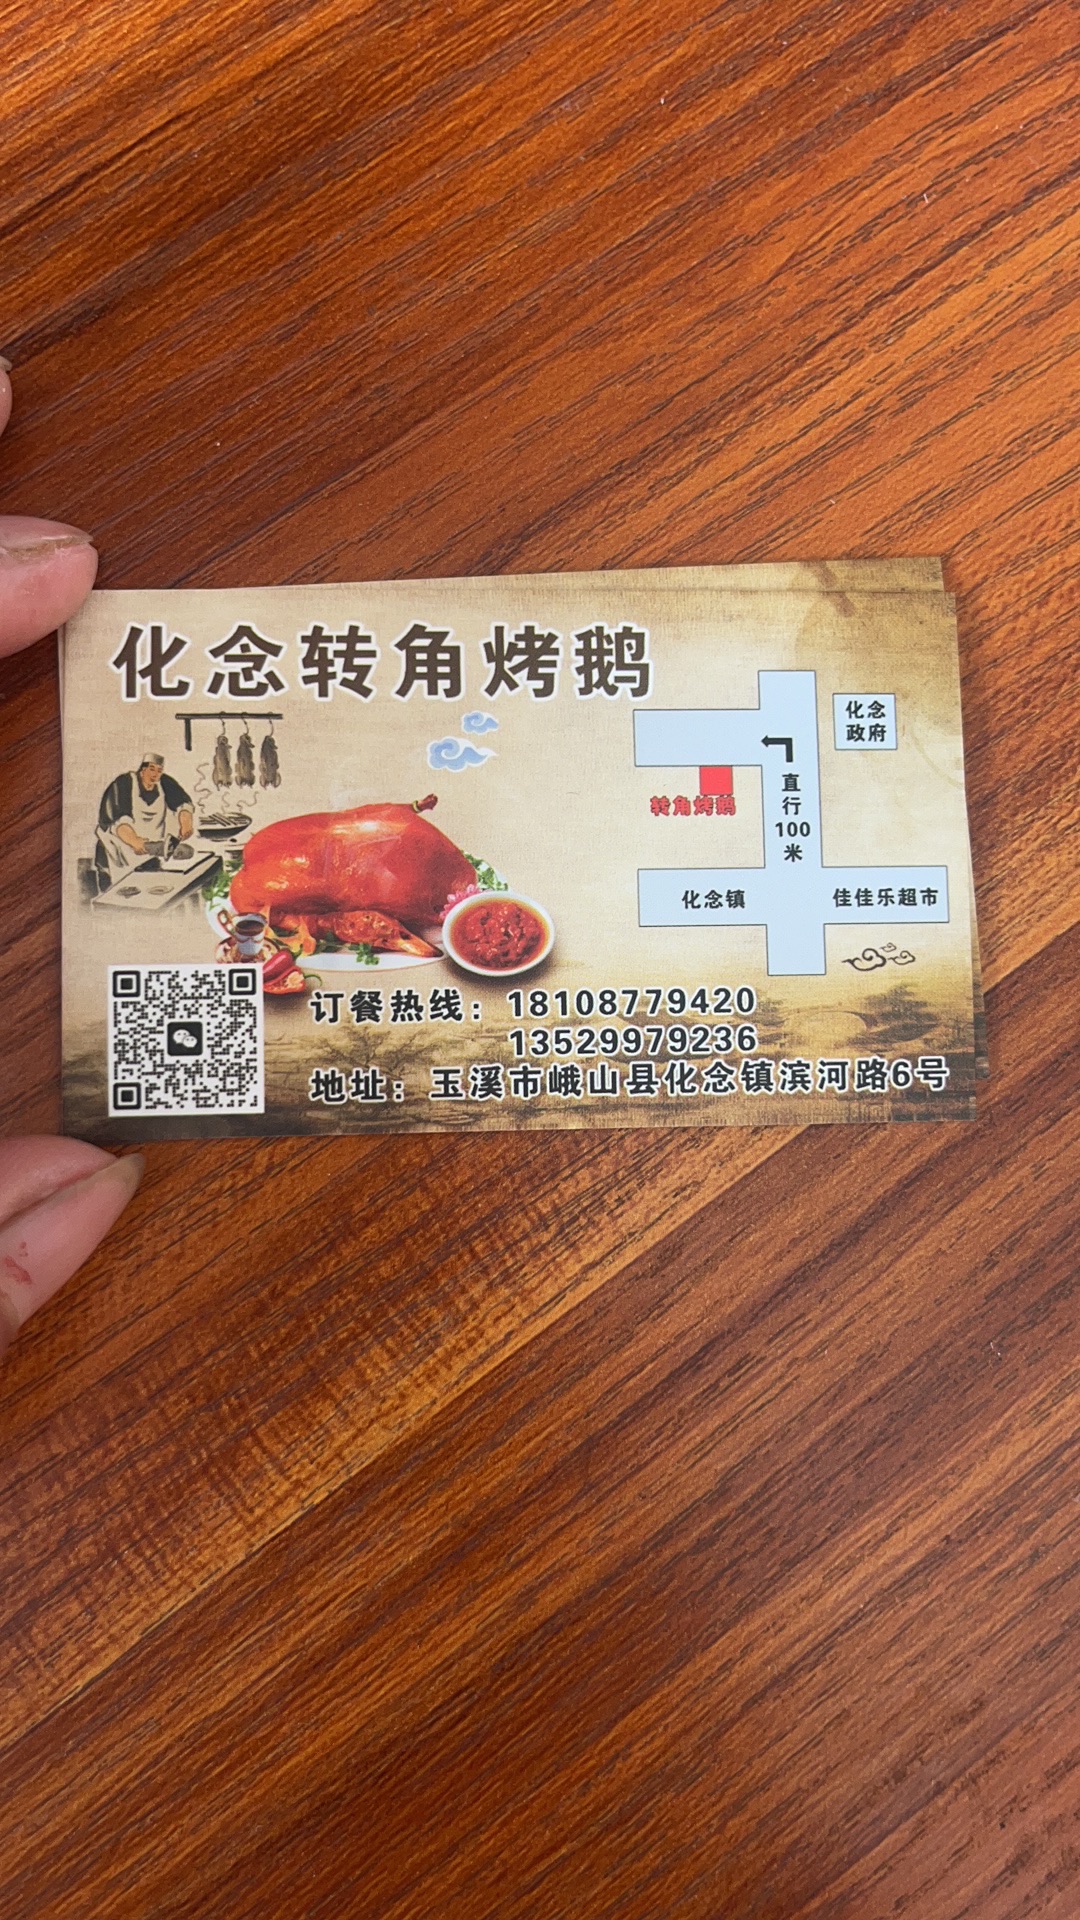 化念转角烤鹅
化念
政府
直
行
100
米
转角烤鹅
化念镇
佳佳乐超市
订餐热线：18108779420
13529979236
地址：玉溪市峨山县化念镇滨河路6号